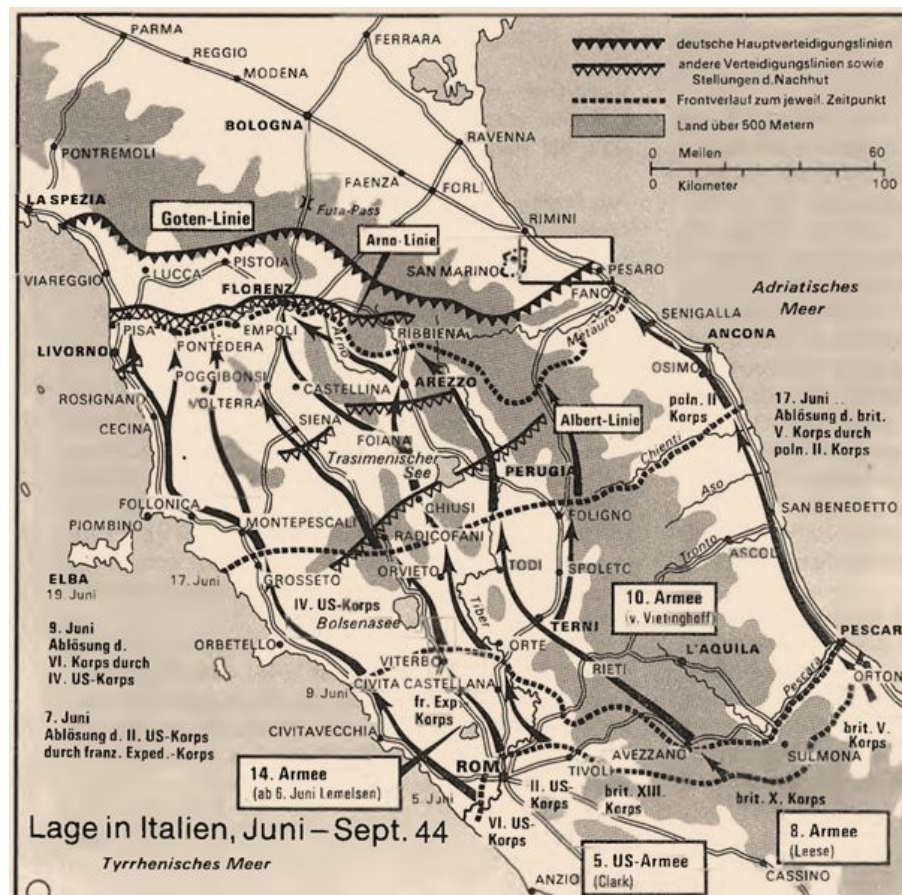 PARMA
FERRARA
REGGIO
MODENA
deutsche Hauptverteidigungslinien
andere Verteidigungslinien sowie
Stellungen d. Nachhut
Frontverlauf zum jeweil. Zeitpunkt
Land über 500 Metern
0 Meilen 60
0 Kilometer 100
BOLOGNA
RAVENNA
PONTREMOLI
FAENZA
FORLI
LA SPEZIA
Futa-Pass
Goten-Linie
RIMINI
Arno-Linie
PISTOIA
LUCCA
SAN MARINO
PESARO
VIAREGGIO
FLORENZ
FANO
Adriatisches
Meer
SENIGALLA
PISA
EMPOLI
Arno
BIBBIENA
Metauro
ANCONA
LIVORNO
PONTEDERA
OSIMO
POGGIBONSI
CASTELLINA
AREZZO
ROSIGNANO
VOLTERRA
poln. II
Korps
17. Juni ..
Ablösung d. brit.
V. Korps durch
poln. II. Korps
CECINA
SIENA
FOIANA
Albert-Linie
Trasimenischer
See
Chienti
PERUGIA
Aso
FOLLONICA
CHIUSI
SAN BENEDETTO
PIOMBINO
MONTEPESCALI
RADICOFANI
FOLIGNO
Tronto
ASCOLI
ELBA
19. Juni
17. Juni
GROSSETO
ORVIETO
TODI
SPOLETO
IV. US-Korps
Bolsenasee
Tiber
10. Armee
(v. Vietinghoff)
9. Juni
Ablösung d.
VI. Korps durch
IV. US-Korps
ORBETELLO
TERNI
PESCAR
ORTE
L'AQUILA
VITERBO
RIETI
Pescara
ORTON
9. Juni
CIVITA CASTELLANA
7. Juni
Ablösung d. II. US-Korps
durch franz. Exped.-Korps
fr. Exp.
Korps
brit. V.
Korps
CIVITAVECCHIA
AVEZZANO
SULMONA
ROM
TIVOLI
14. Armee
(ab 6. Juni Lemelsen)
5. Juni
II. US-
Korps
brit. XIII.
Korps
brit. X. Korps
VI. US-
Korps
Lage in Italien, Juni – Sept. 44
8. Armee
(Leese)
Tyrrhenisches Meer
5. US-Armee
(Clark)
CASSINO
ANZIO